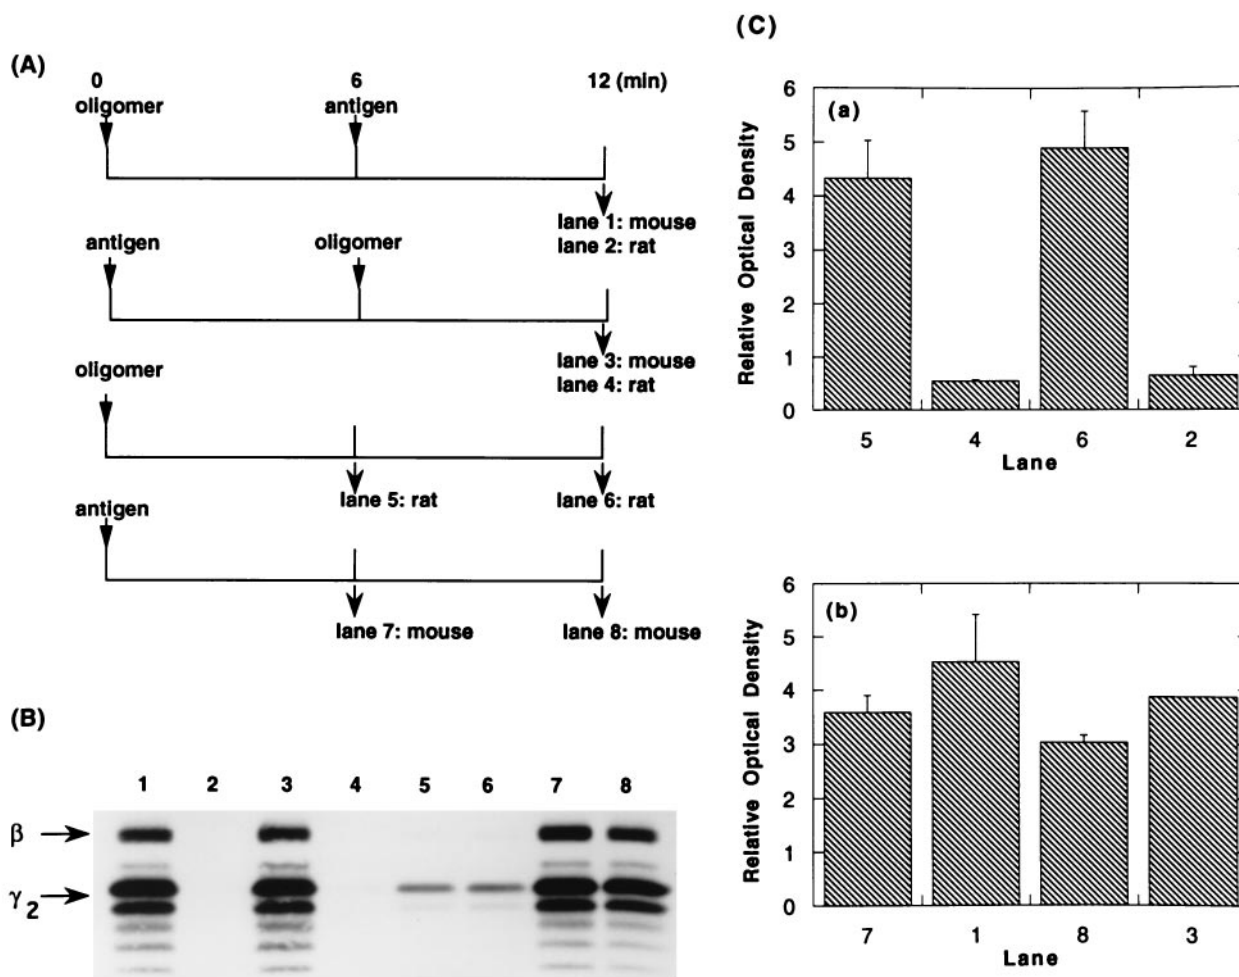 (A)
0 6 12 (min)
oligomer antigen
lane 1: mouse
lane 2: rat
antigen oligomer
lane 3: mouse
lane 4: rat
oligomer
lane 5: rat lane 6: rat
antigen
lane 7: mouse lane 8: mouse
(B)
1 2 3 4 5 6 7 8
β
γ2
(C)
(a)
Relative Optical Density
6
5
4
3
2
1
0
5 4 6 2
Lane
(b)
Relative Optical Density
6
5
4
3
2
1
0
7 1 8 3
Lane